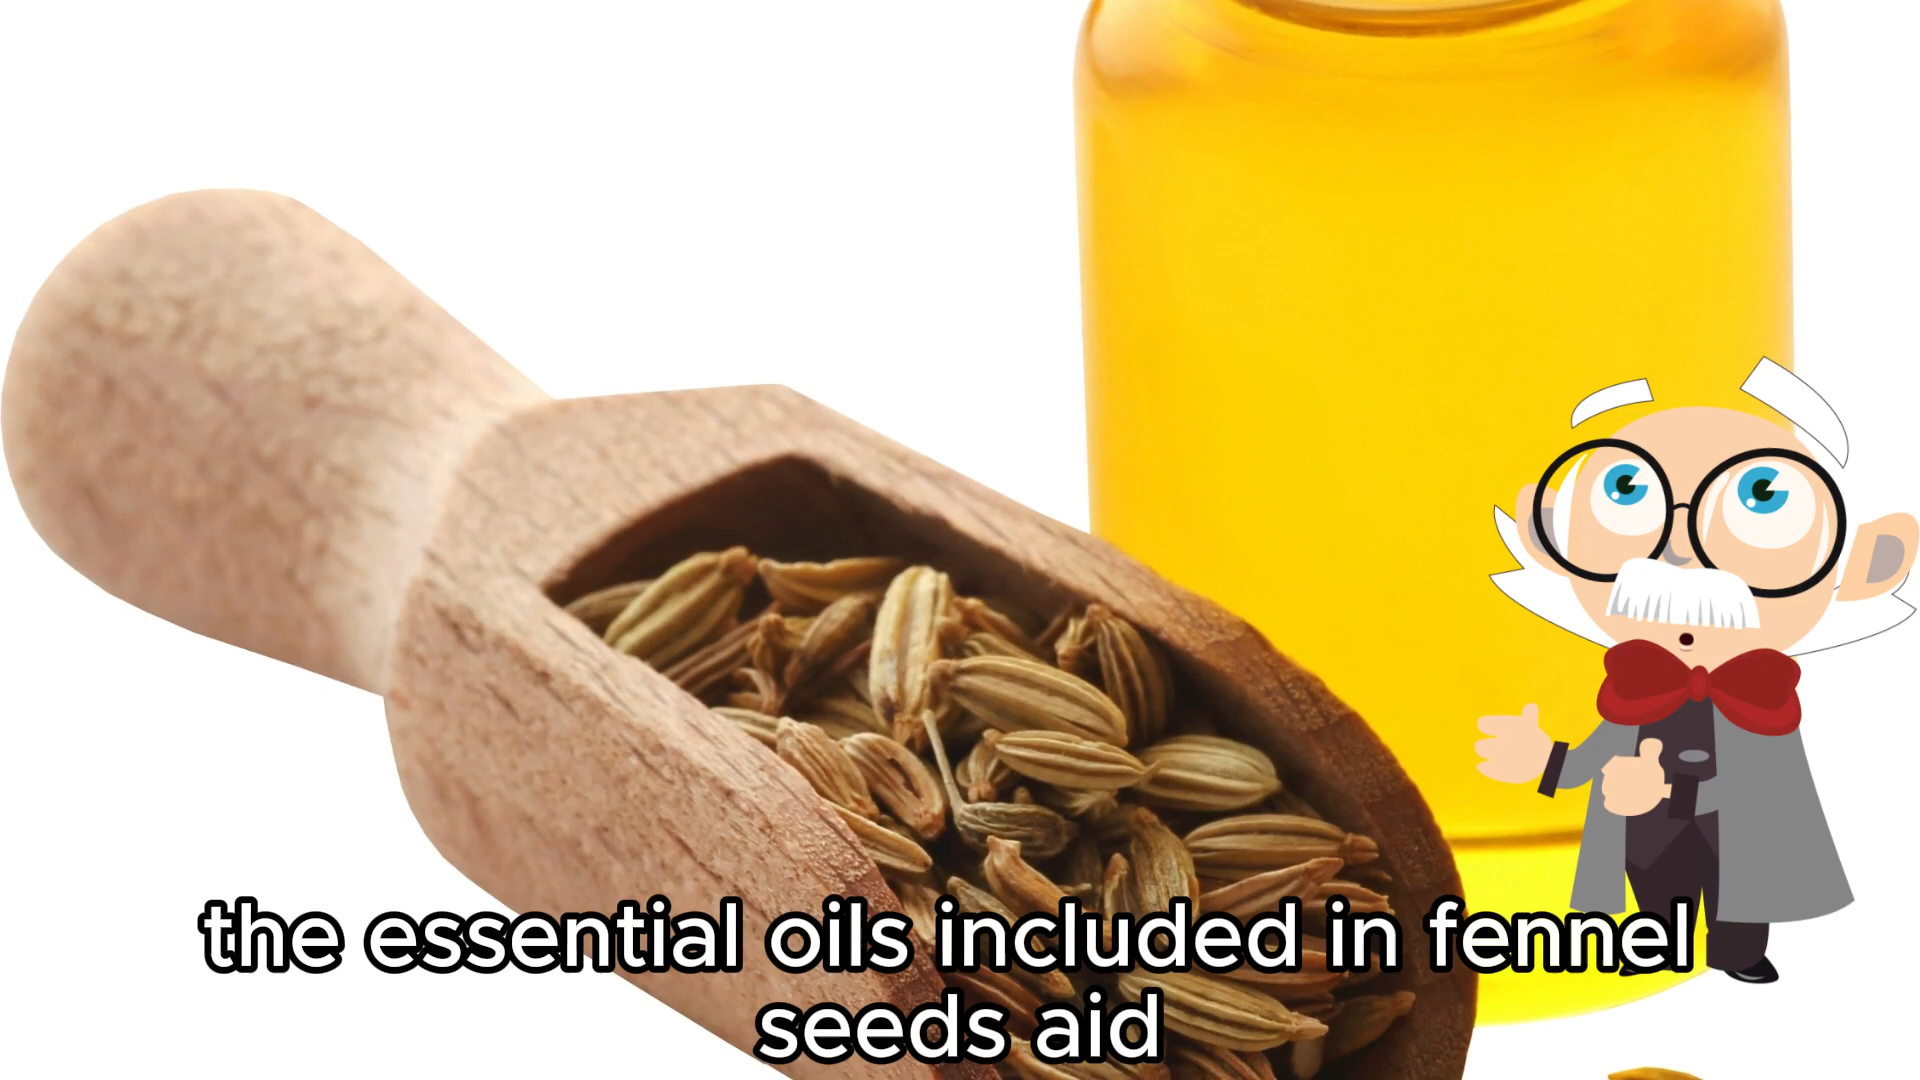 the essential oils included in fennel
seeds aid